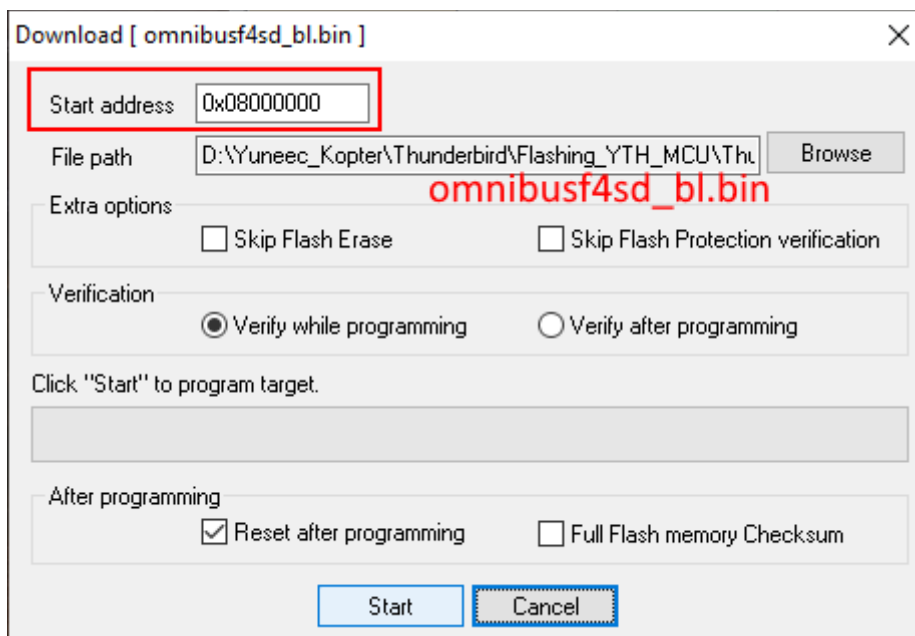 Download [ omnibusf4sd_bl.bin ]
Start address 0x08000000
File path D:\Yuneec_Kopter\Thunderbird\Flashing_YTH_MCU\Thu Browse
omnibusf4sd_bl.bin
Extra options
Skip Flash Erase Skip Flash Protection verification
Verification
Verify while programming Verify after programming
Click "Start" to program target.
After programming
Reset after programming Full Flash memory Checksum
Start Cancel